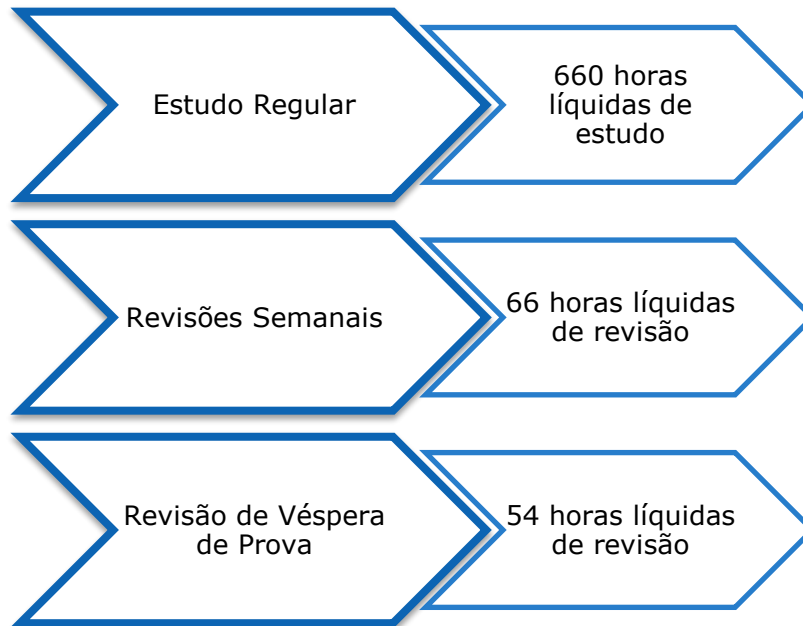 Estudo Regular
660 horas
líquidas de
estudo
Revisões Semanais
66 horas líquidas
de revisão
Revisão de Véspera
de Prova
54 horas líquidas
de revisão